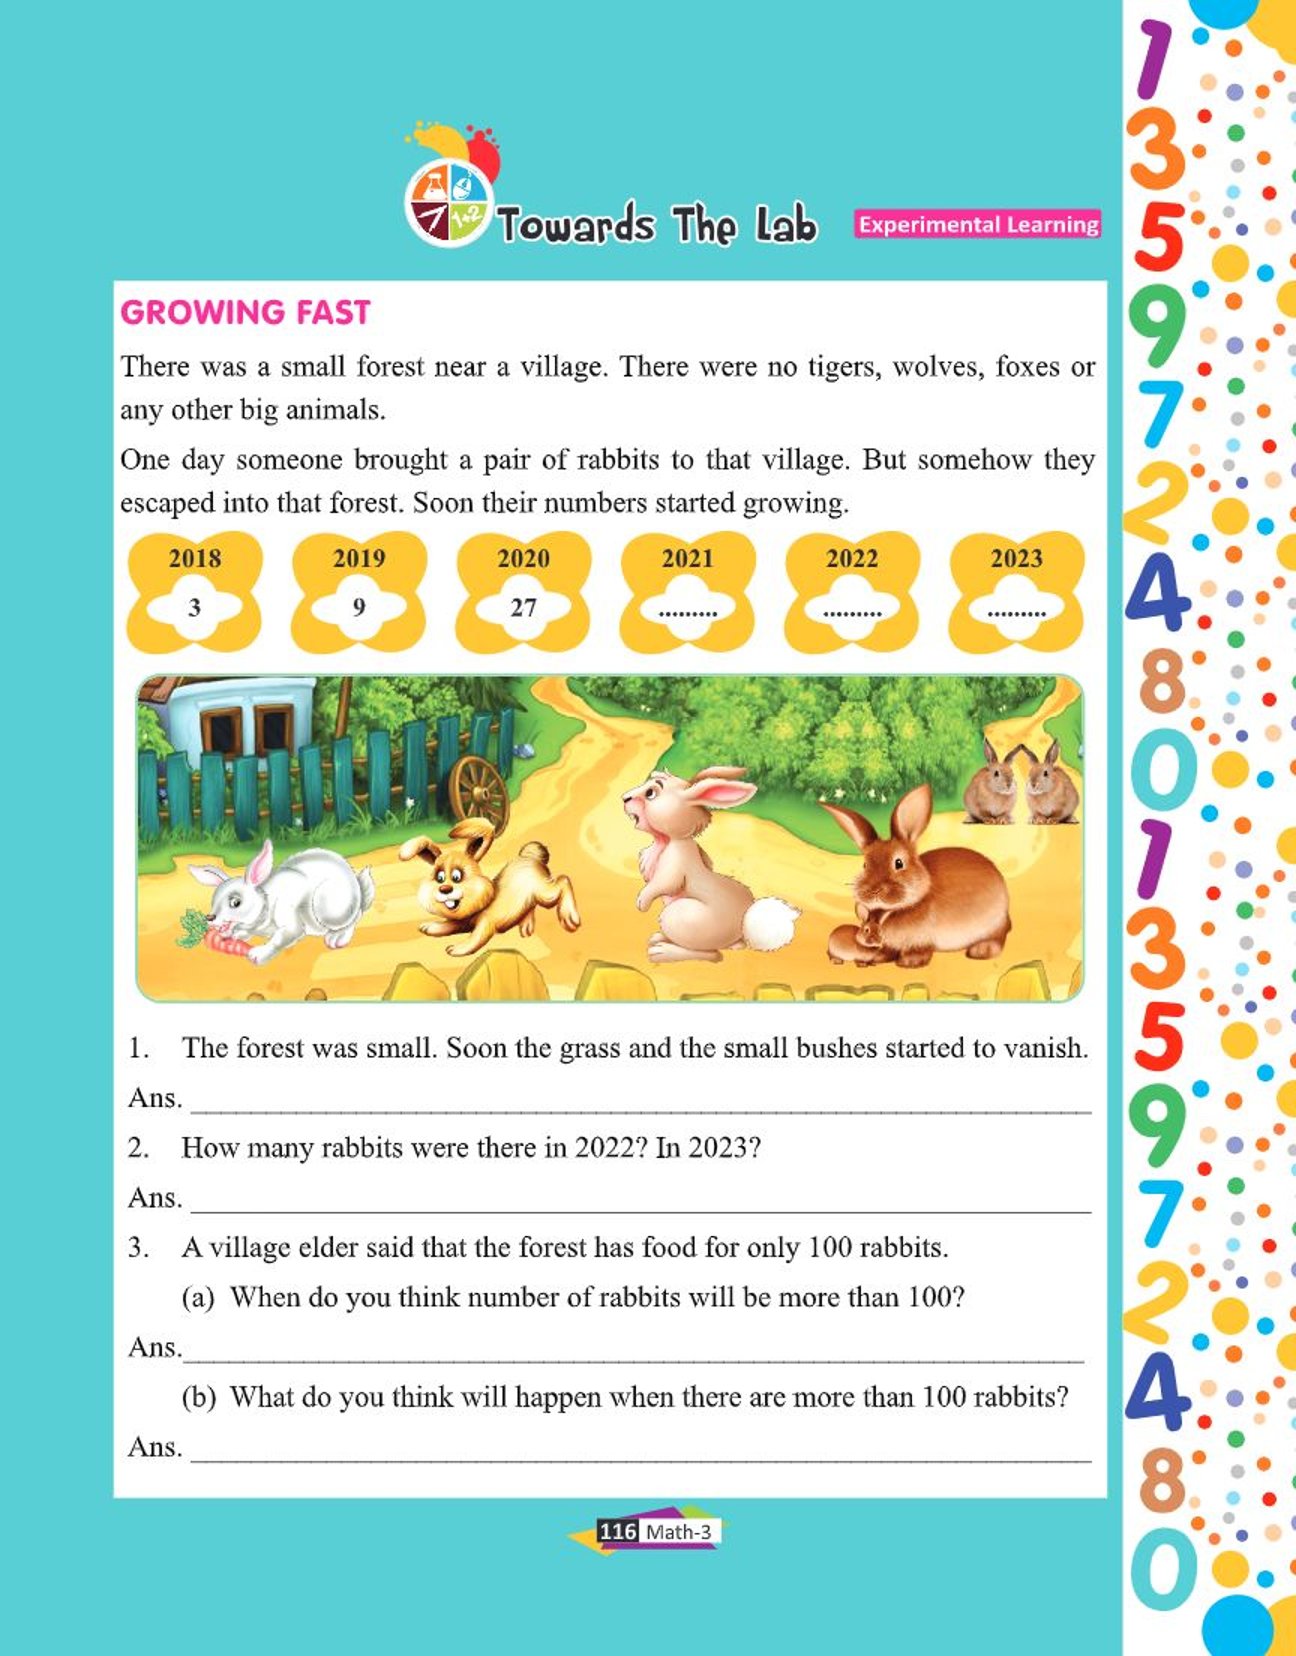 Towards The Lab
Experimental Learning
GROWING FAST
There was a small forest near a village. There were no tigers, wolves, foxes or
any other big animals.
One day someone brought a pair of rabbits to that village. But somehow they
escaped into that forest. Soon their numbers started growing.
2018 2019 2020 2021 2022 2023
3 9 27 ......... ......... .........
1. The forest was small. Soon the grass and the small bushes started to vanish.
Ans.
2. How many rabbits were there in 2022? In 2023?
Ans.
3. A village elder said that the forest has food for only 100 rabbits.
(a) When do you think number of rabbits will be more than 100?
Ans.
(b) What do you think will happen when there are more than 100 rabbits?
Ans.
116 Math-3
1+2
1
3
5
9
7
2
4
8
0
1
3
5
9
7
2
4
8
0